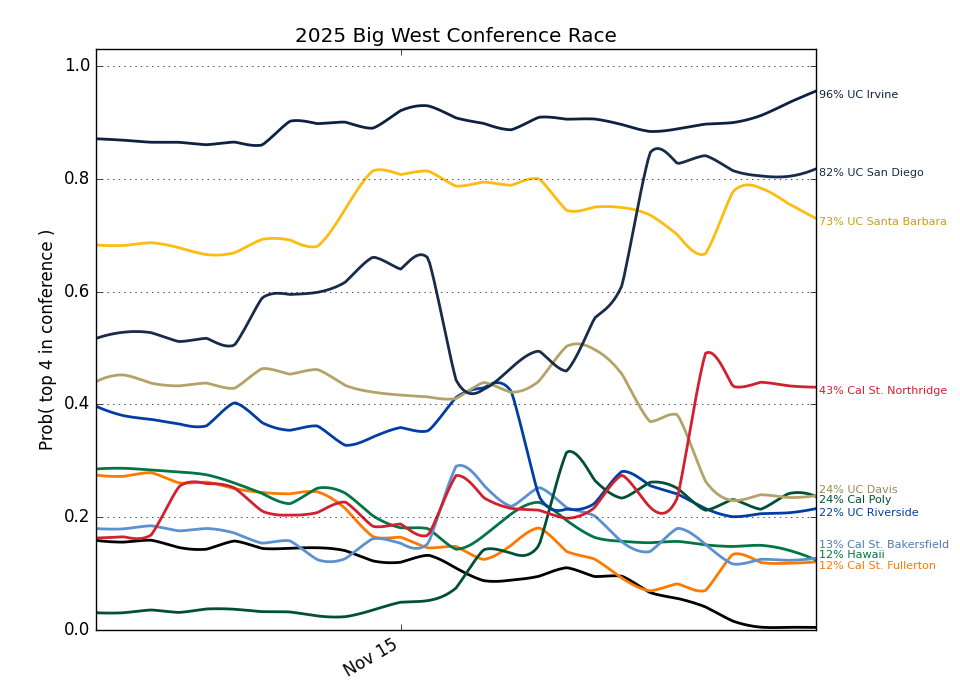 2025 Big West Conference Race
1.0
0.8
0.6
0.4
0.2
0.0
Prob( top 4 in conference )
Nov 15
96% UC Irvine
82% UC San Diego
73% UC Santa Barbara
43% Cal St. Northridge
24% UC Davis
24% Cal Poly
22% UC Riverside
13% Cal St. Bakersfield
12% Hawaii
12% Cal St. Fullerton